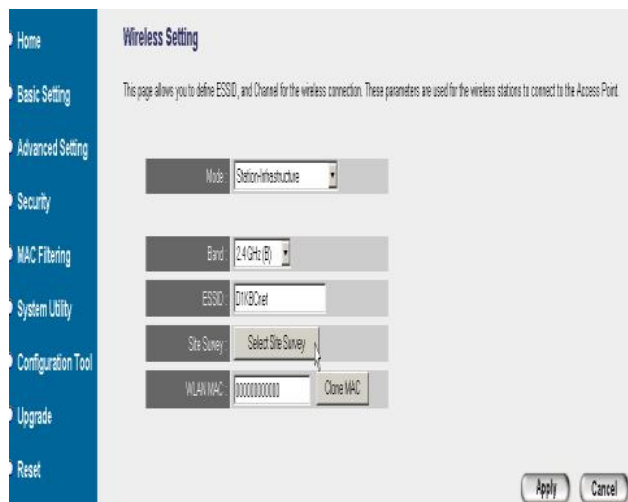 Home
Basic Setting
Advanced Setting
Security
MAC Filtering
System Utility
Configuration Tool
Upgrade
Reset
Wireless Setting
This page allows you to define ESSID, and Channel for the wireless connection. These parameters are used for the wireless stations to connect to the Access Point.
Mode : Station-Infrastructure
Band : 2.4 GHz (B)
ESSID : D1KBCnet
Site Survey : Select Site Survey
WLAN MAC : 000000000000 Clone MAC
Apply Cancel